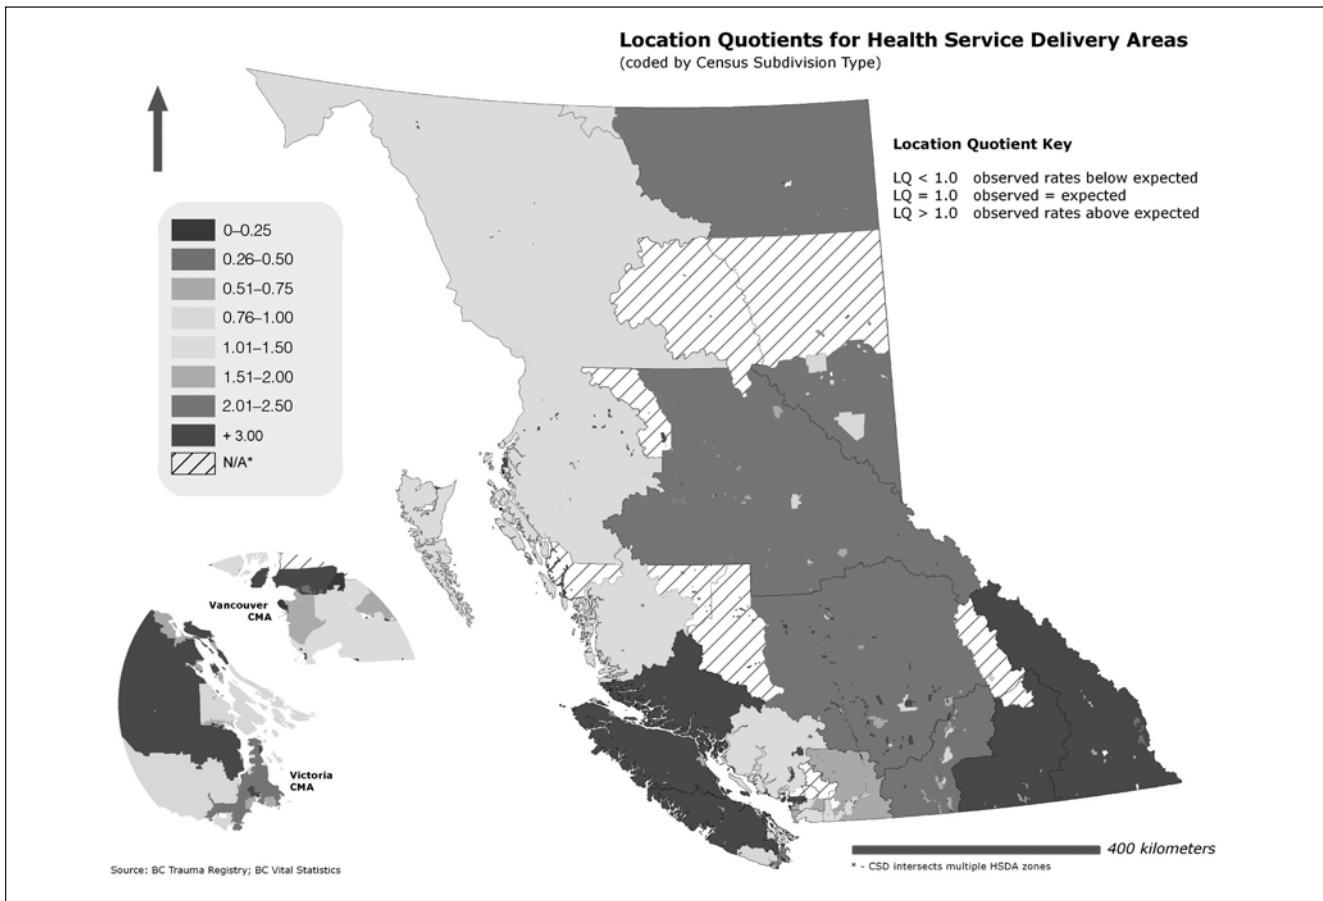 Location Quotients for Health Service Delivery Areas
(coded by Census Subdivision Type)
Location Quotient Key
LQ < 1.0 observed rates below expected
LQ = 1.0 observed = expected
LQ > 1.0 observed rates above expected
0–0.25
0.26–0.50
0.51–0.75
0.76–1.00
1.01–1.50
1.51–2.00
2.01–2.50
+ 3.00
N/A*
Vancouver
CMA
Victoria
CMA
400 kilometers
* - CSD intersects multiple HSDA zones
Source: BC Trauma Registry; BC Vital Statistics